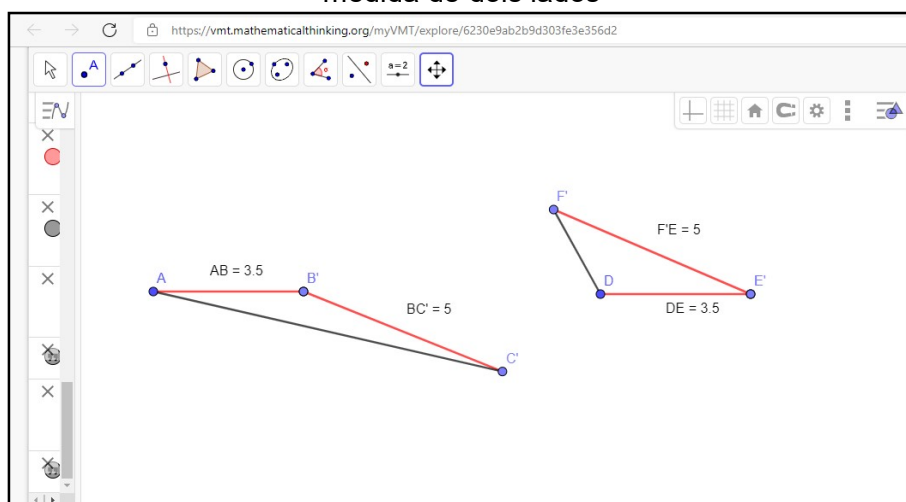 medida de dois lados
https://vmt.mathematicalthinking.org/myVMT/explore/6230e9ab2b9d303fe3e356d2
A
a=2
F'
F'E = 5
AB = 3.5
A
B'
D
E'
BC' = 5
DE = 3.5
C'